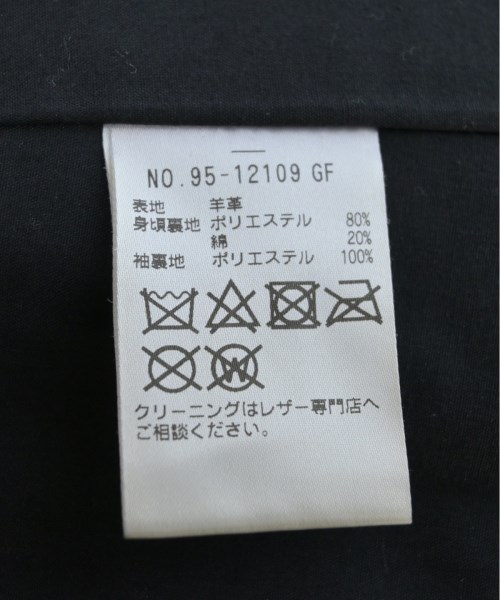 NO.95-12109 GF
表地 羊革
身頃裏地 ポリエステル 80%
綿 20%
袖裏地 ポリエステル 100%
W
クリーニングはレザー専門店へ
ご相談ください。